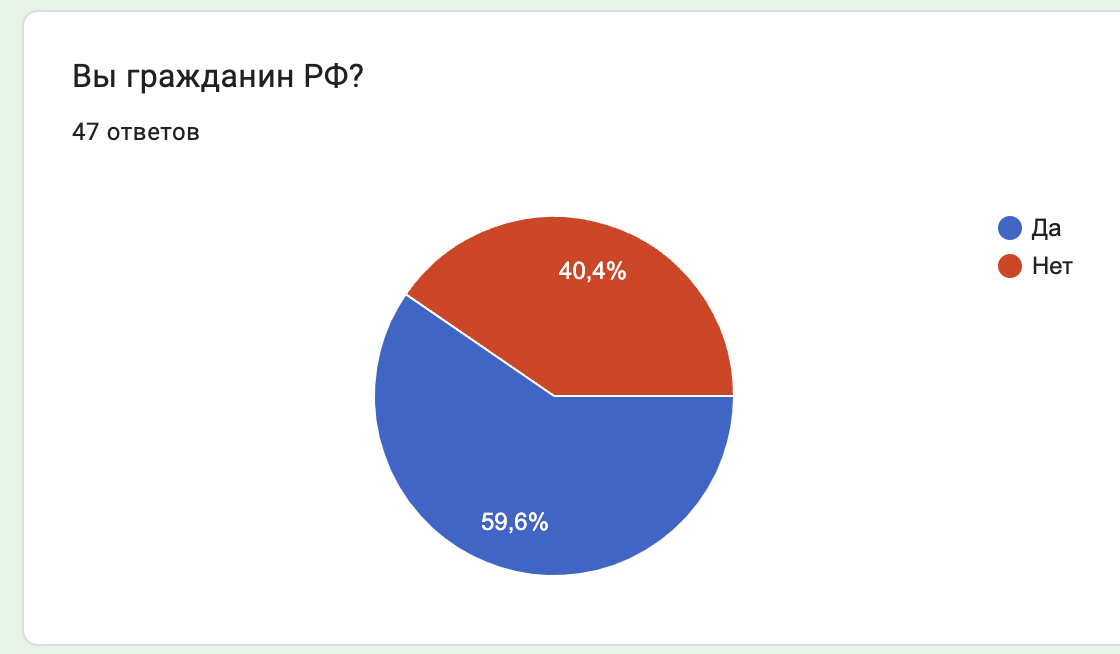 Вы гражданин РФ?
47 ответов
Да
Нет
40,4%
59,6%